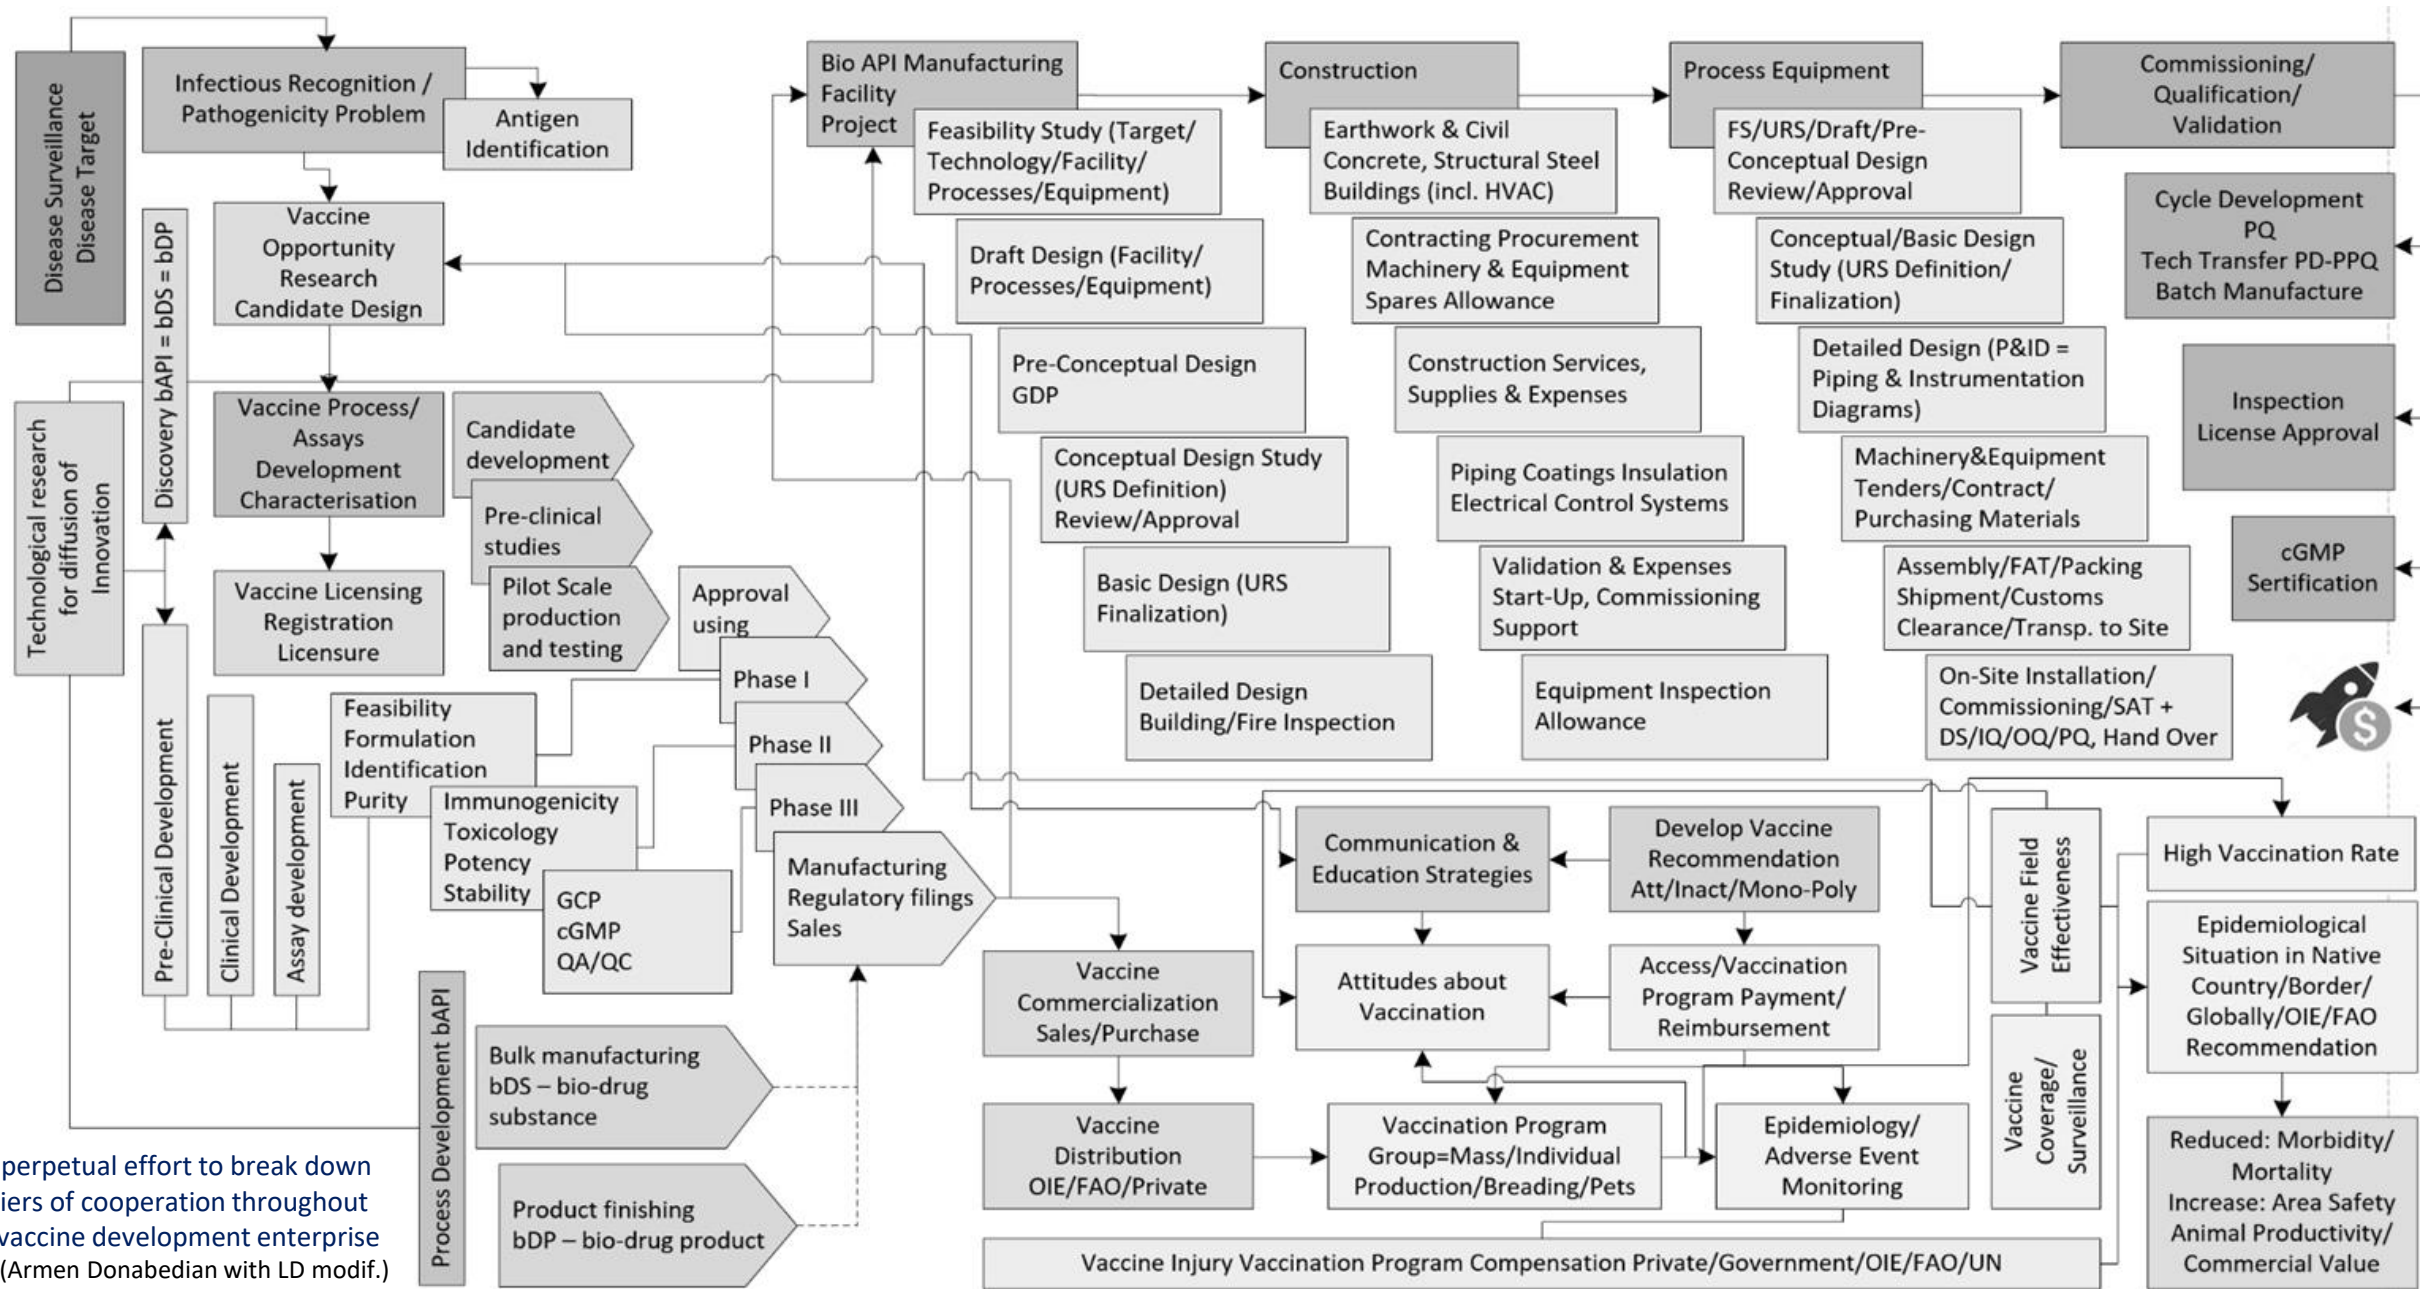 Disease Surveillance
Disease Target
Infectious Recognition /
Pathogenicity Problem
Antigen
Identification
Vaccine
Opportunity
Research
Candidate Design
Discovery bAPI = bDS = bDP
Technological research
for diffusion of
Innovation
Vaccine Process/
Assays
Development
Characterisation
Vaccine Licensing
Registration
Licensure
Candidate
development
Pre-clinical
studies
Pilot Scale
production
and testing
Approval
using
Phase I
Phase II
Phase III
Manufacturing
Regulatory filings
Sales
Pre-Clinical Development
Clinical Development
Assay development
Feasibility
Formulation
Identification
Purity
Immunogenicity
Toxicology
Potency
Stability
GCP
cGMP
QA/QC
Process Development bAPI
Bulk manufacturing
bDS – bio-drug
substance
Product finishing
bDP – bio-drug product
perpetual effort to break down
iers of cooperation throughout
vaccine development enterprise
(Armen Donabedian with LD modif.)
Bio API Manufacturing
Facility
Project
Feasibility Study (Target/
Technology/Facility/
Processes/Equipment)
Draft Design (Facility/
Processes/Equipment)
Pre-Conceptual Design
GDP
Conceptual Design Study
(URS Definition)
Review/Approval
Basic Design (URS
Finalization)
Detailed Design
Building/Fire Inspection
Construction
Earthwork & Civil
Concrete, Structural Steel
Buildings (incl. HVAC)
Contracting Procurement
Machinery & Equipment
Spares Allowance
Construction Services,
Supplies & Expenses
Piping Coatings Insulation
Electrical Control Systems
Validation & Expenses
Start-Up, Commissioning
Support
Equipment Inspection
Allowance
Process Equipment
FS/URS/Draft/Pre-
Conceptual Design
Review/Approval
Conceptual/Basic Design
Study (URS Definition/
Finalization)
Detailed Design (P&ID =
Piping & Instrumentation
Diagrams)
Machinery&Equipment
Tenders/Contract/
Purchasing Materials
Assembly/FAT/Packing
Shipment/Customs
Clearance/Transp. to Site
On-Site Installation/
Commissioning/SAT +
DS/IQ/OQ/PQ, Hand Over
Commissioning/
Qualification/
Validation
Cycle Development
PQ
Tech Transfer PD-PPQ
Batch Manufacture
Inspection
License Approval
cGMP
Sertification
$
Communication &
Education Strategies
Develop Vaccine
Recommendation
Att/Inact/Mono-Poly
Attitudes about
Vaccination
Access/Vaccination
Program Payment/
Reimbursement
Vaccine
Commercialization
Sales/Purchase
Vaccine
Distribution
OIE/FAO/Private
Vaccination Program
Group=Mass/Individual
Production/Breading/Pets
Epidemiology/
Adverse Event
Monitoring
Vaccine Field
Effectiveness
Vaccine
Coverage/
Surveillance
High Vaccination Rate
Epidemiological
Situation in Native
Country/Border/
Globally/OIE/FAO
Recommendation
Reduced: Morbidity/
Mortality
Increase: Area Safety
Animal Productivity/
Commercial Value
Vaccine Injury Vaccination Program Compensation Private/Government/OIE/FAO/UN